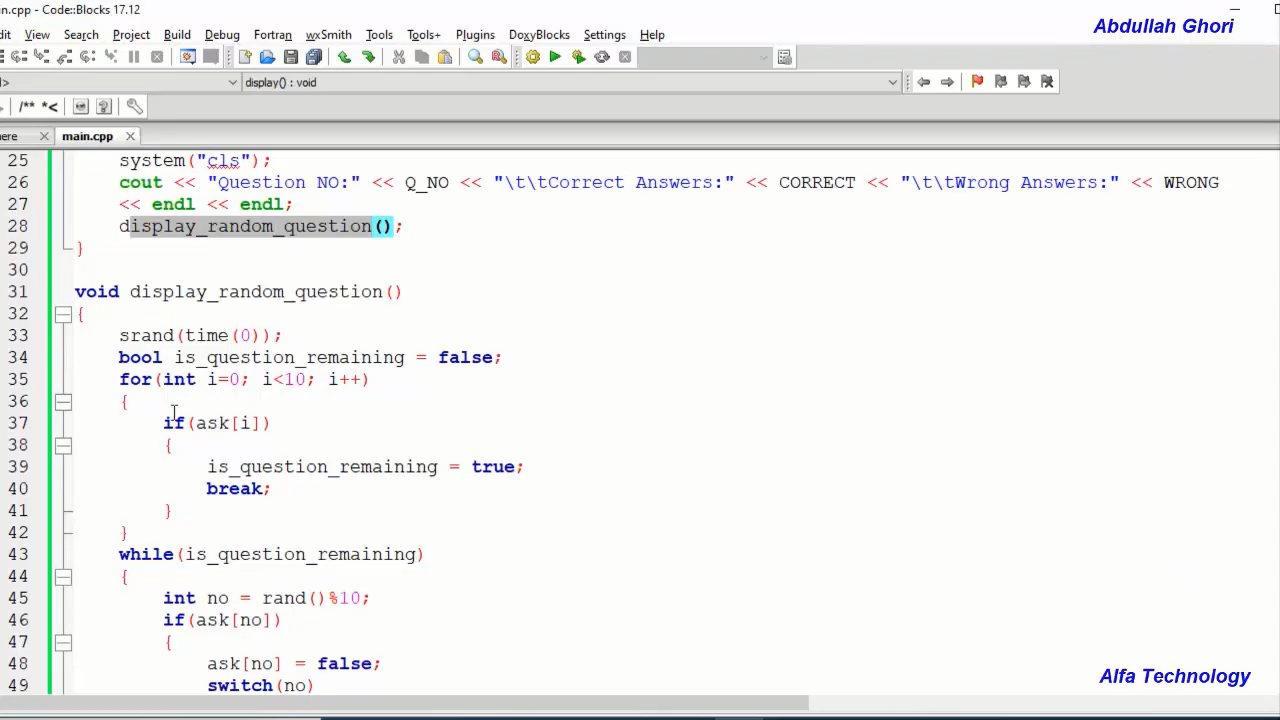 in.cpp - Code::Blocks 17.12
Abdullah Ghori
dit View Search Project Build Debug Fortran wxSmith Tools Tools+ Plugins DoxyBlocks Settings Help
> display() : void
/** *<
here main.cpp
25 system("cls");
26 cout << "Question NO:" << Q_NO << "\t\tCorrect Answers:" << CORRECT << "\t\tWrong Answers:" << WRONG
27 << endl << endl;
28 display_random_question();
29 }
30
31 void display_random_question()
32 {
33 srand(time(0));
34 bool is_question_remaining = false;
35 for(int i=0; i<10; i++)
36 {
37 if(ask[i])
38 {
39 is_question_remaining = true;
40 break;
41 }
42 }
43 while(is_question_remaining)
44 {
45 int no = rand()%10;
46 if(ask[no])
47 {
48 ask[no] = false;
49 switch(no)
Alfa Technology